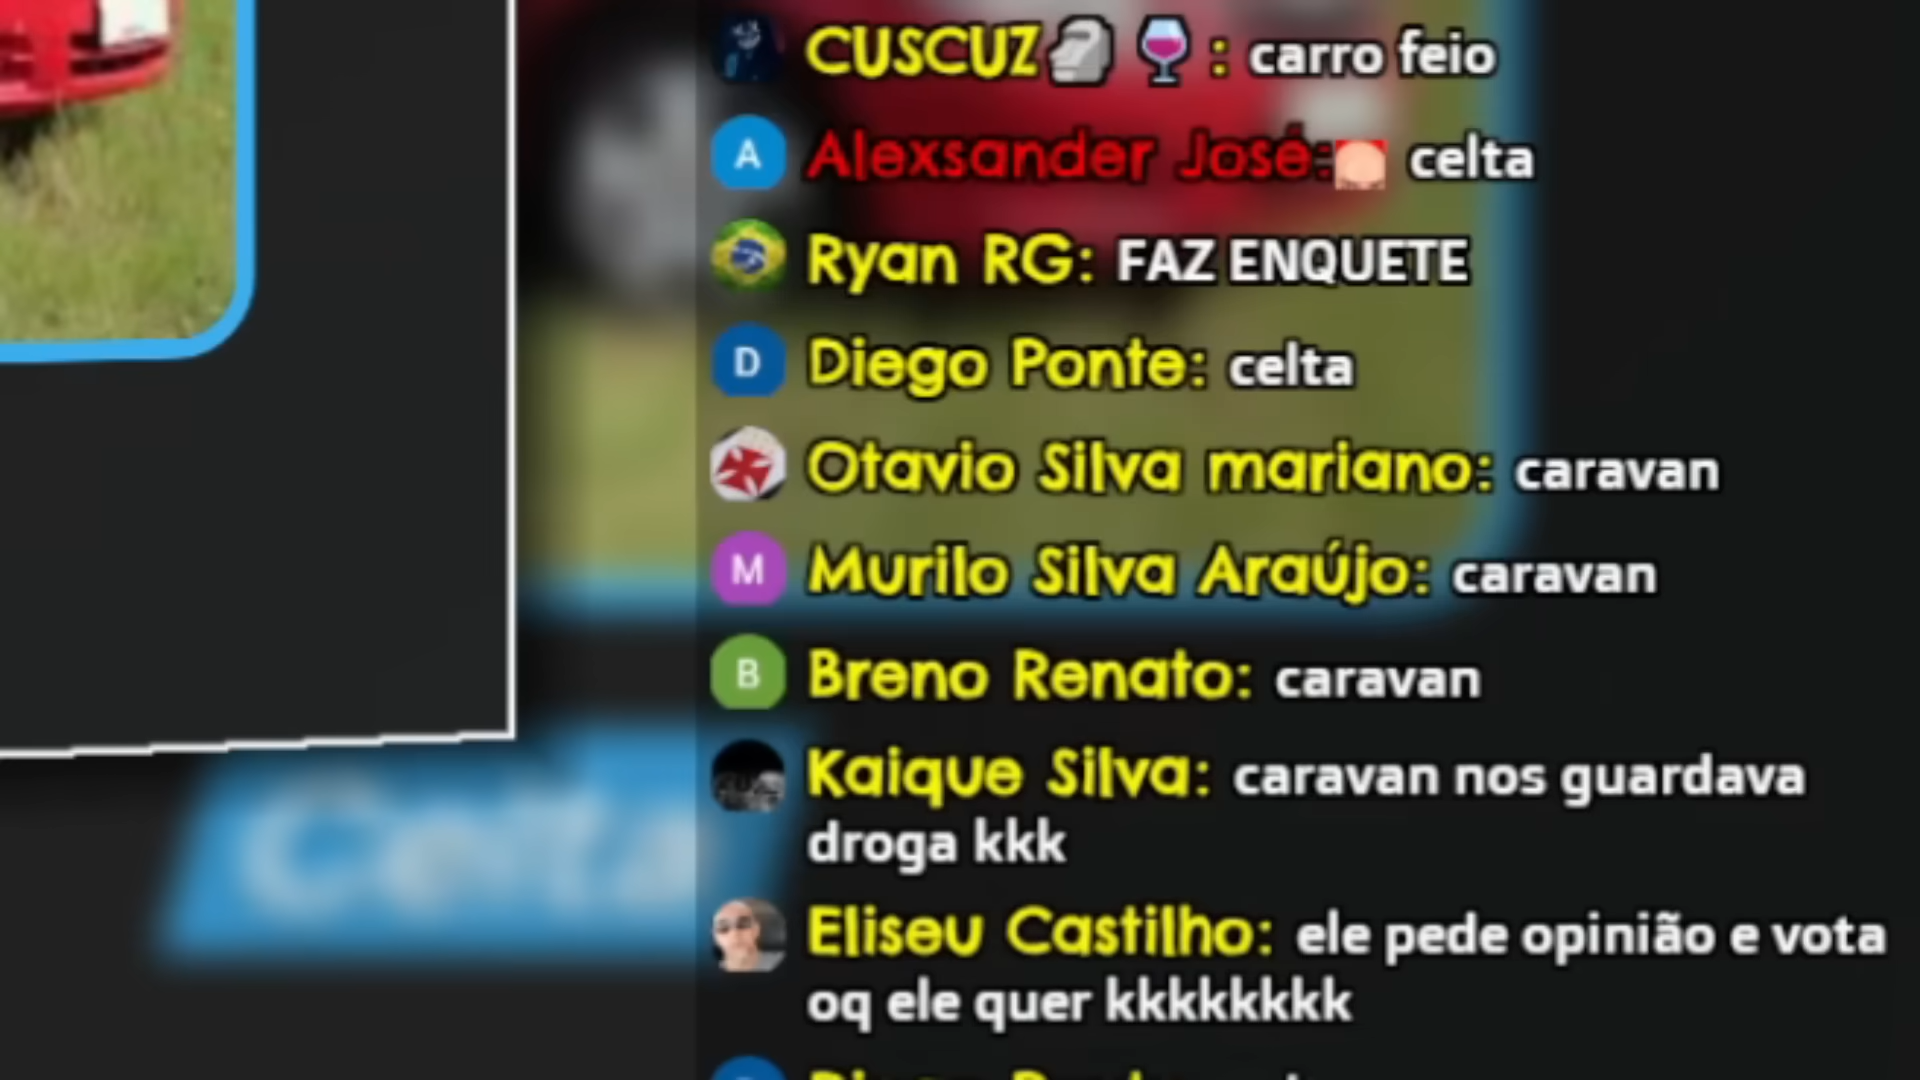 CUSCUZ🗿🍷: carro feio
A Alexsander José: celta
Ryan RG: FAZ ENQUETE
D Diego Ponte: celta
Otavio Silva mariano: caravan
M Murilo Silva Araújo: caravan
B Breno Renato: caravan
Kaique Silva: caravan nos guardava
droga kkk
Eliseu Castilho: ele pede opinião e vota
oq ele quer kkkkkkkk
Celta